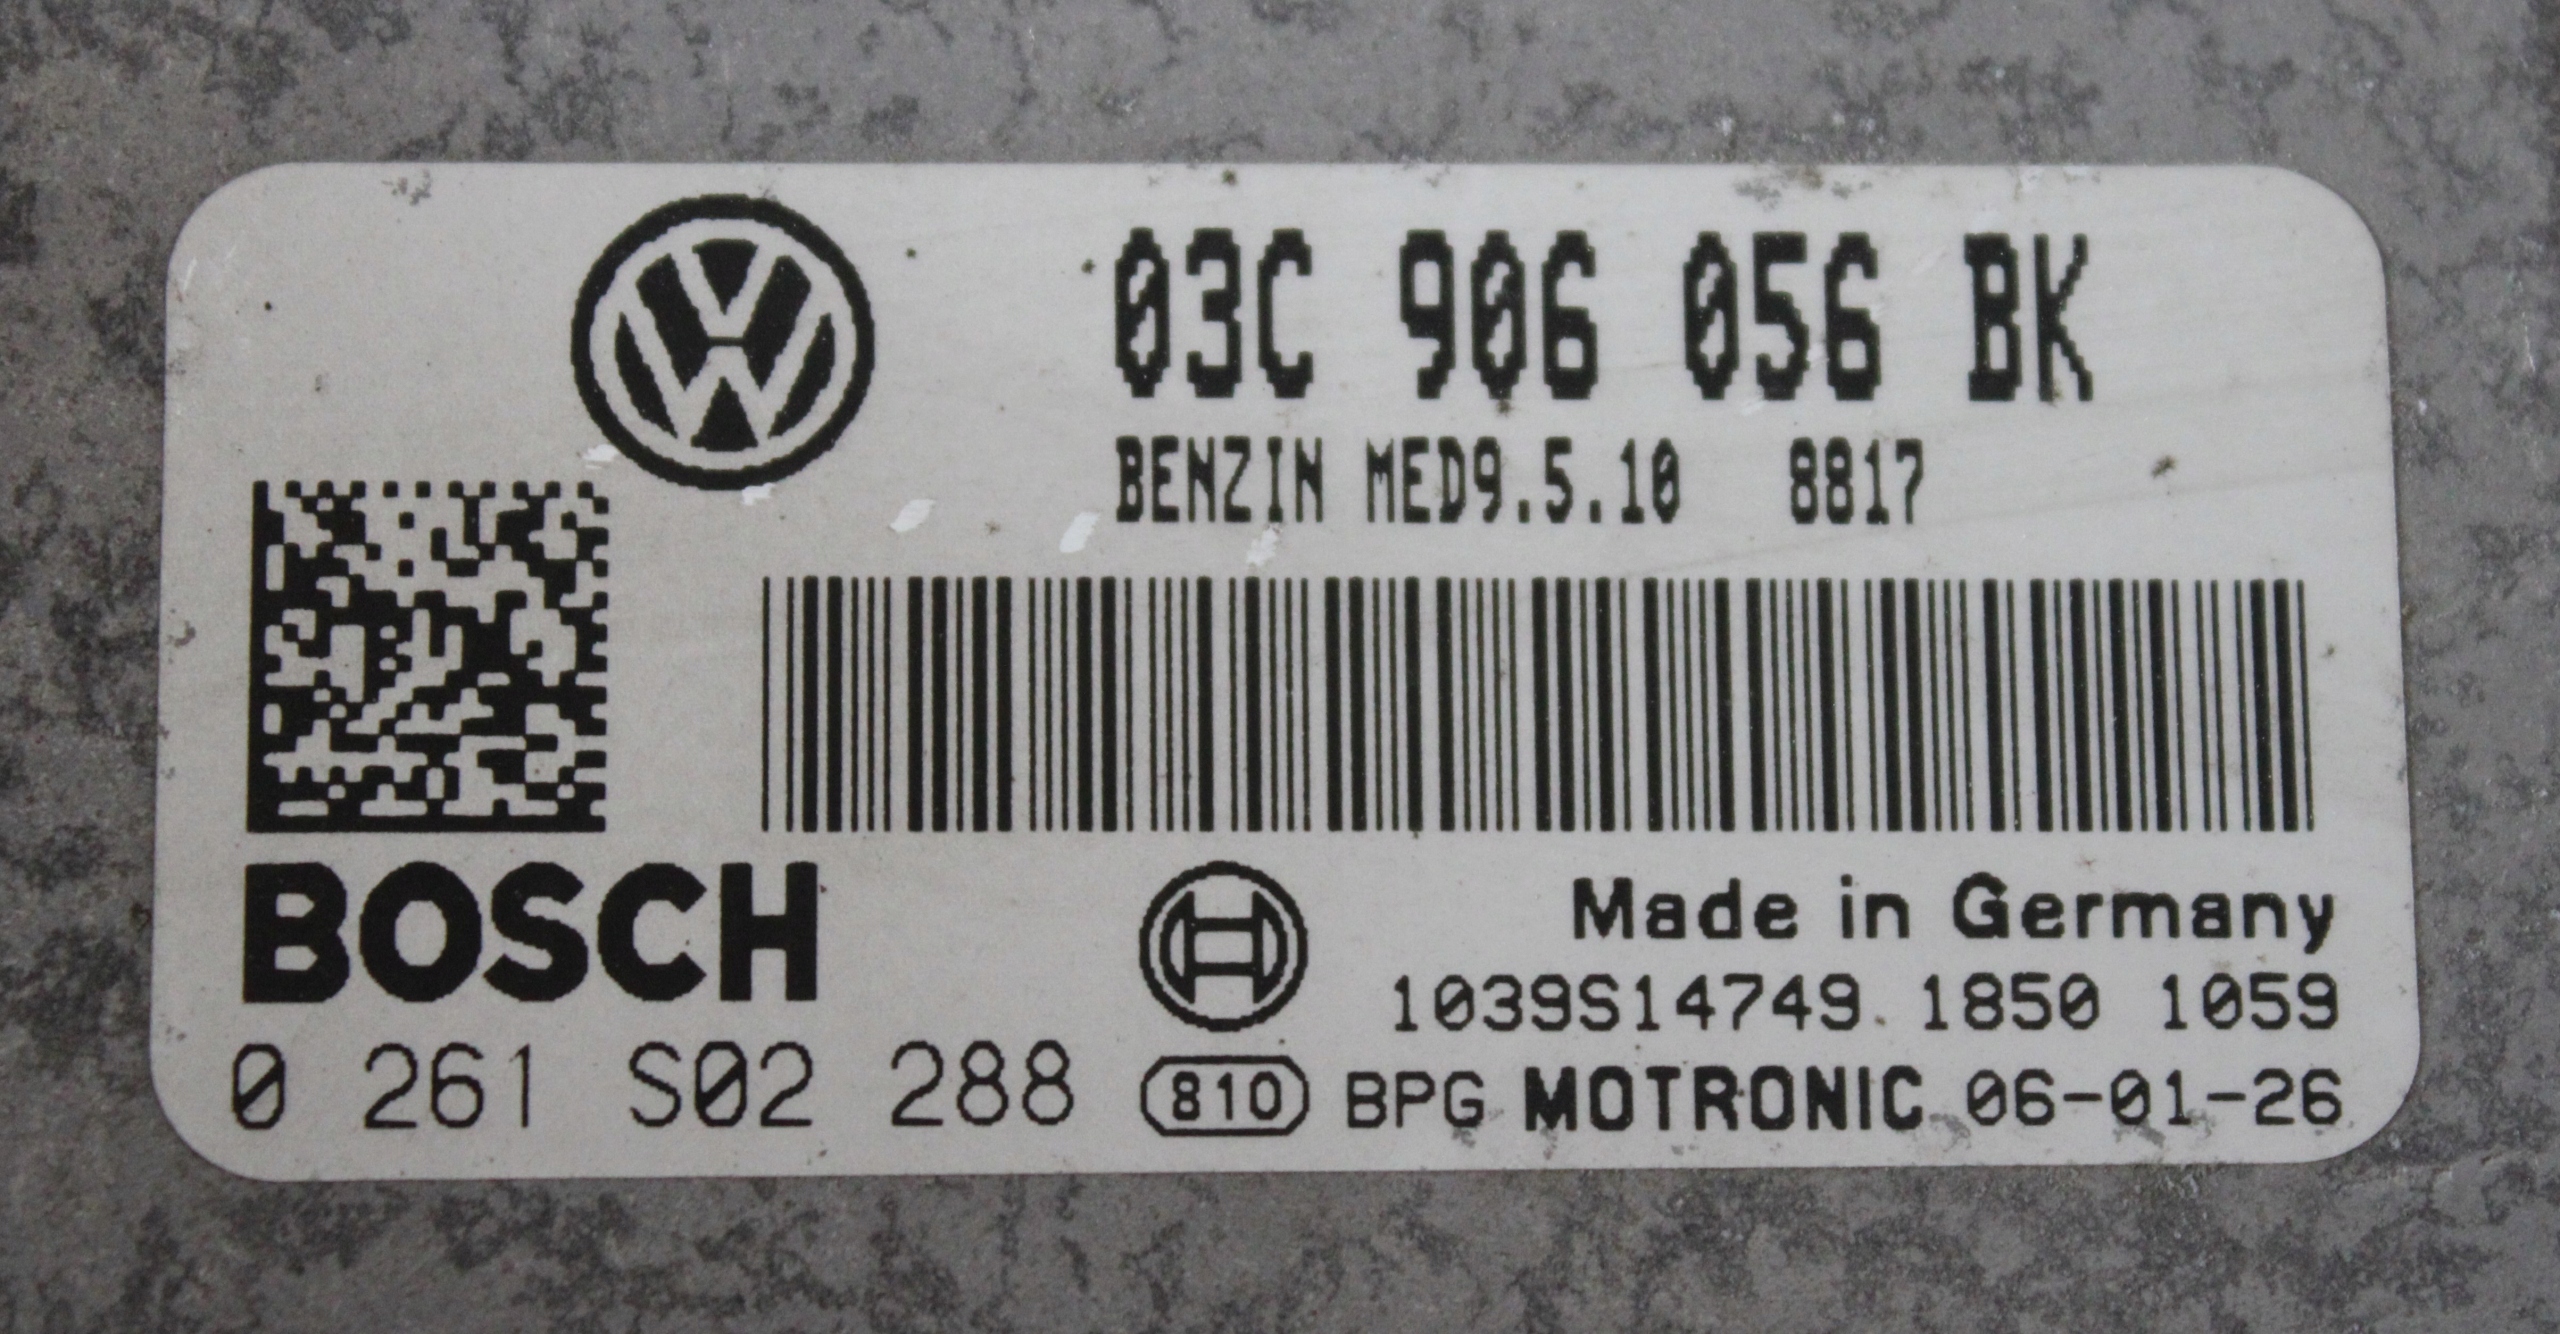 03C 906 056 BK
BENZIN MED9.5.10 8817
BOSCH
Made in Germany
1039S14749 1850 1059
0 261 S02 288
810 BPG MOTRONIC 06-01-26